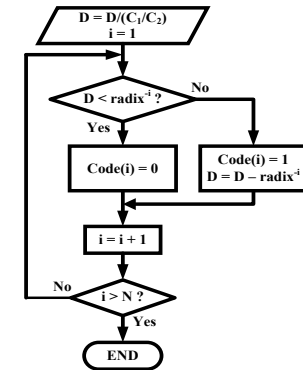 D = D/(C₁/C₂)
i = 1
D < radix⁻ⁱ ?
No
Yes
Code(i) = 0
Code(i) = 1
D = D – radix⁻ⁱ
i = i + 1
No
i > N ?
Yes
END